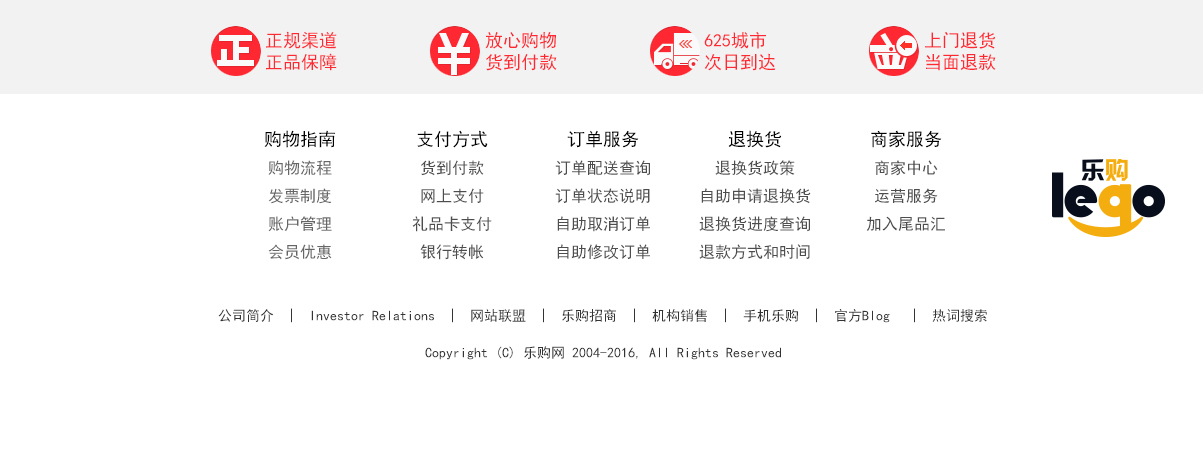 正
正规渠道
正品保障
¥
放心购物
货到付款
625城市
次日到达
上门退货
当面退款
购物指南 支付方式 订单服务 退换货 商家服务
购物流程 货到付款 订单配送查询 退换货政策 商家中心
发票制度 网上支付 订单状态说明 自助申请退换货 运营服务
账户管理 礼品卡支付 自助取消订单 退换货进度查询 加入尾品汇
会员优惠 银行转帐 自助修改订单 退款方式和时间
乐购
lego
公司简介 | Investor Relations | 网站联盟 | 乐购招商 | 机构销售 | 手机乐购 | 官方Blog | 热词搜索
Copyright (C) 乐购网 2004-2016, All Rights Reserved